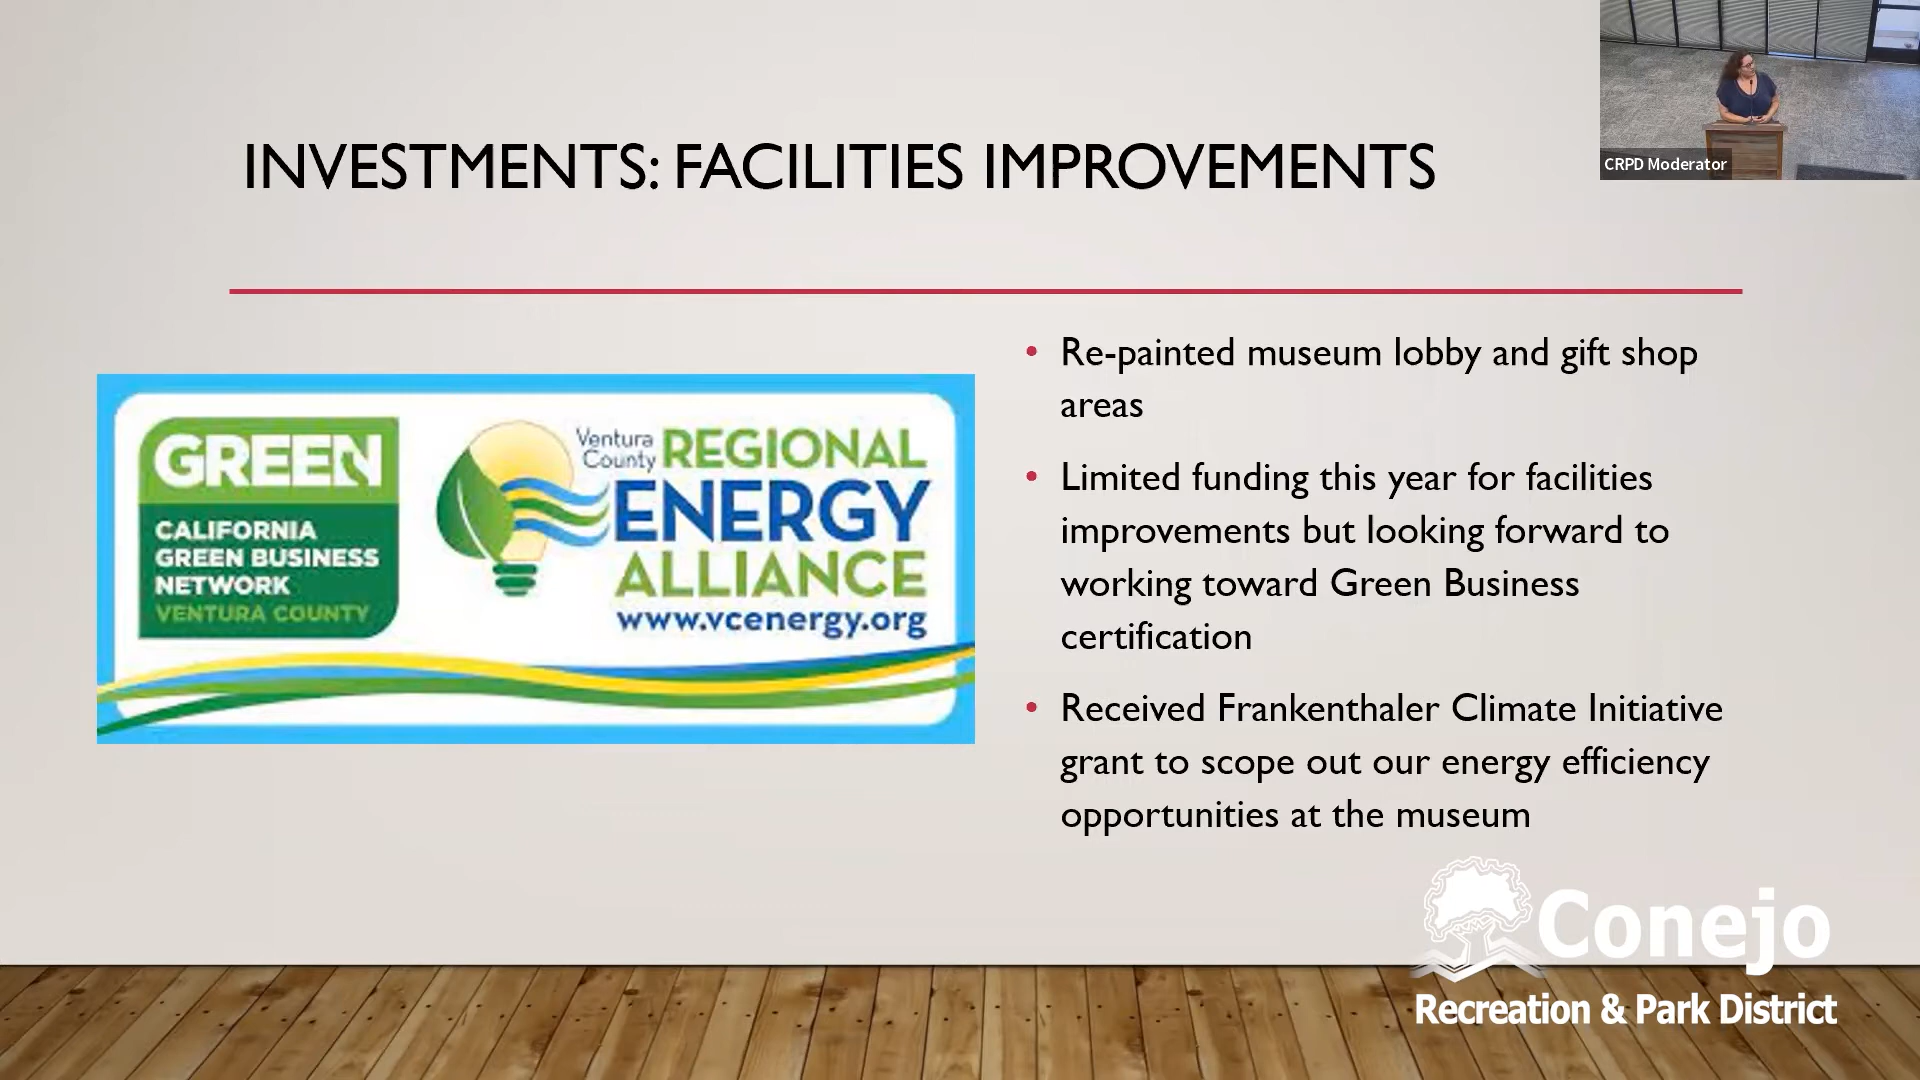 INVESTMENTS: FACILITIES IMPROVEMENTS
CRPD Moderator
GREEN
CALIFORNIA
GREEN BUSINESS
NETWORK
VENTURA COUNTY
Ventura
County
REGIONAL
ENERGY
ALLIANCE
www.vcenergy.org
• Re-painted museum lobby and gift shop
areas
• Limited funding this year for facilities
improvements but looking forward to
working toward Green Business
certification
• Received Frankenthaler Climate Initiative
grant to scope out our energy efficiency
opportunities at the museum
Conejo
Recreation & Park District